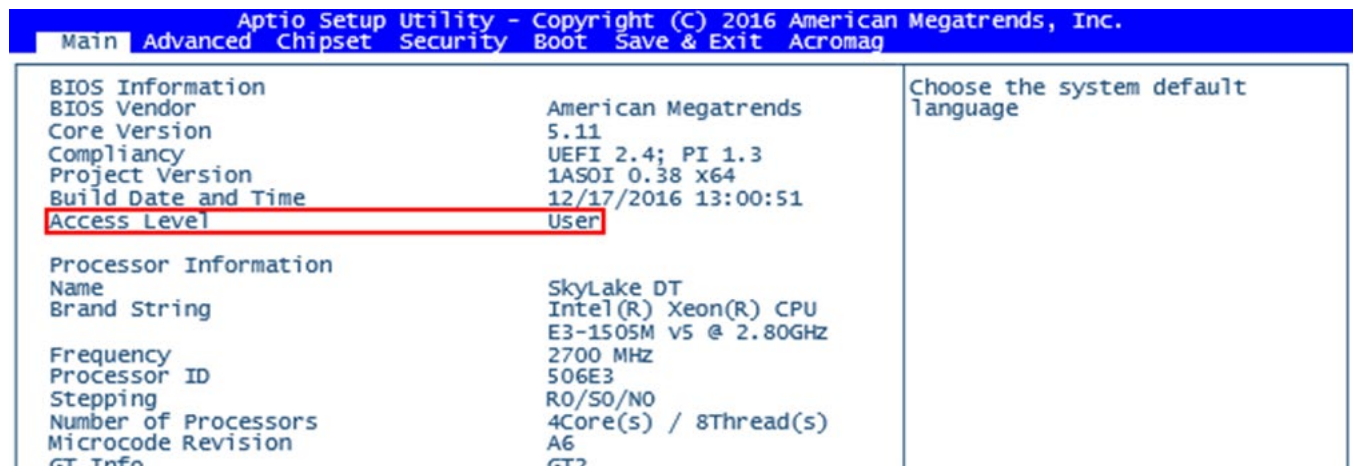 Aptio Setup Utility - Copyright (C) 2016 American Megatrends, Inc.
Main Advanced Chipset Security Boot Save & Exit Acromag
BIOS Information
BIOS Vendor American Megatrends
Core Version 5.11
Compliancy UEFI 2.4; PI 1.3
Project Version 1ASOI 0.38 x64
Build Date and Time 12/17/2016 13:00:51
Access Level User
Processor Information
Name SkyLake DT
Brand String Intel(R) Xeon(R) CPU
E3-1505M v5 @ 2.80GHz
Frequency 2700 MHz
Processor ID 506E3
Stepping R0/S0/N0
Number of Processors 4Core(s) / 8Thread(s)
Microcode Revision A6
GT Info GT2
Choose the system default
language